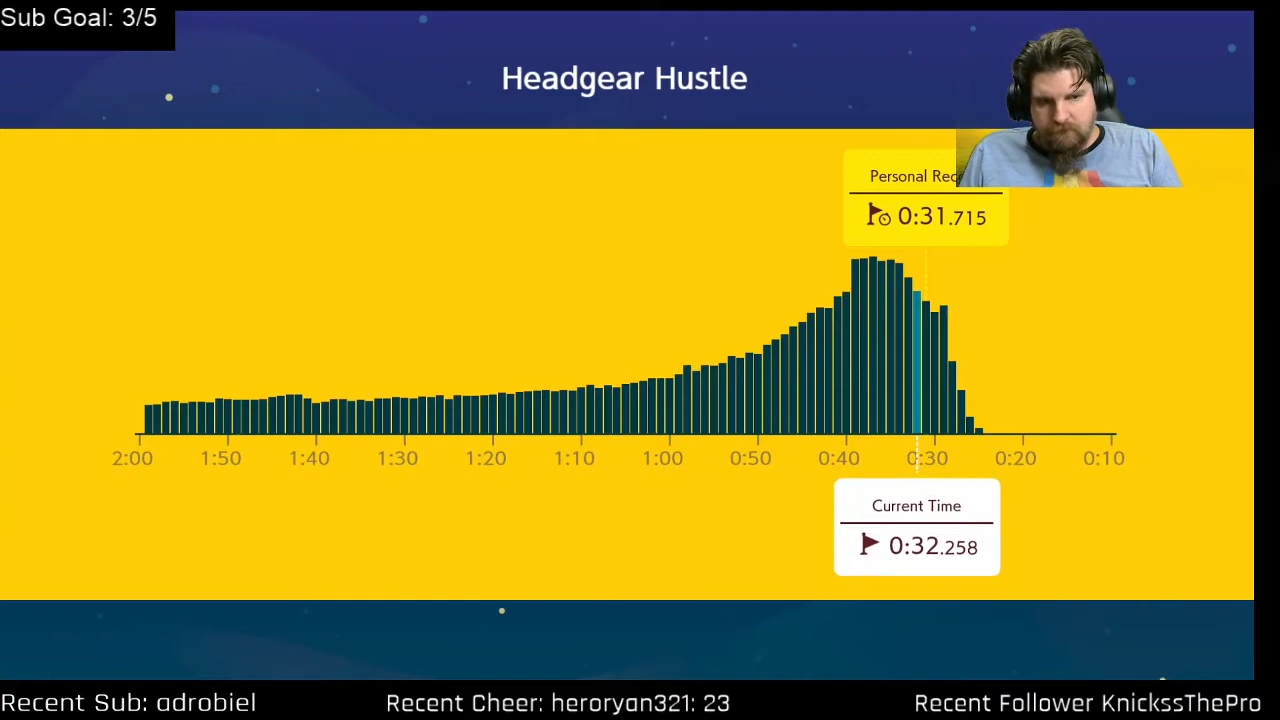 Sub Goal: 3/5
Headgear Hustle
Personal
0:31.715
2:00 1:50 1:40 1:30 1:20 1:10 1:00 0:50 0:40 0:30 0:20 0:10
Current Time
0:32.258
Recent Sub: adrobiel Recent Cheer: heroryan321: 23 Recent Follower KnickssThePro